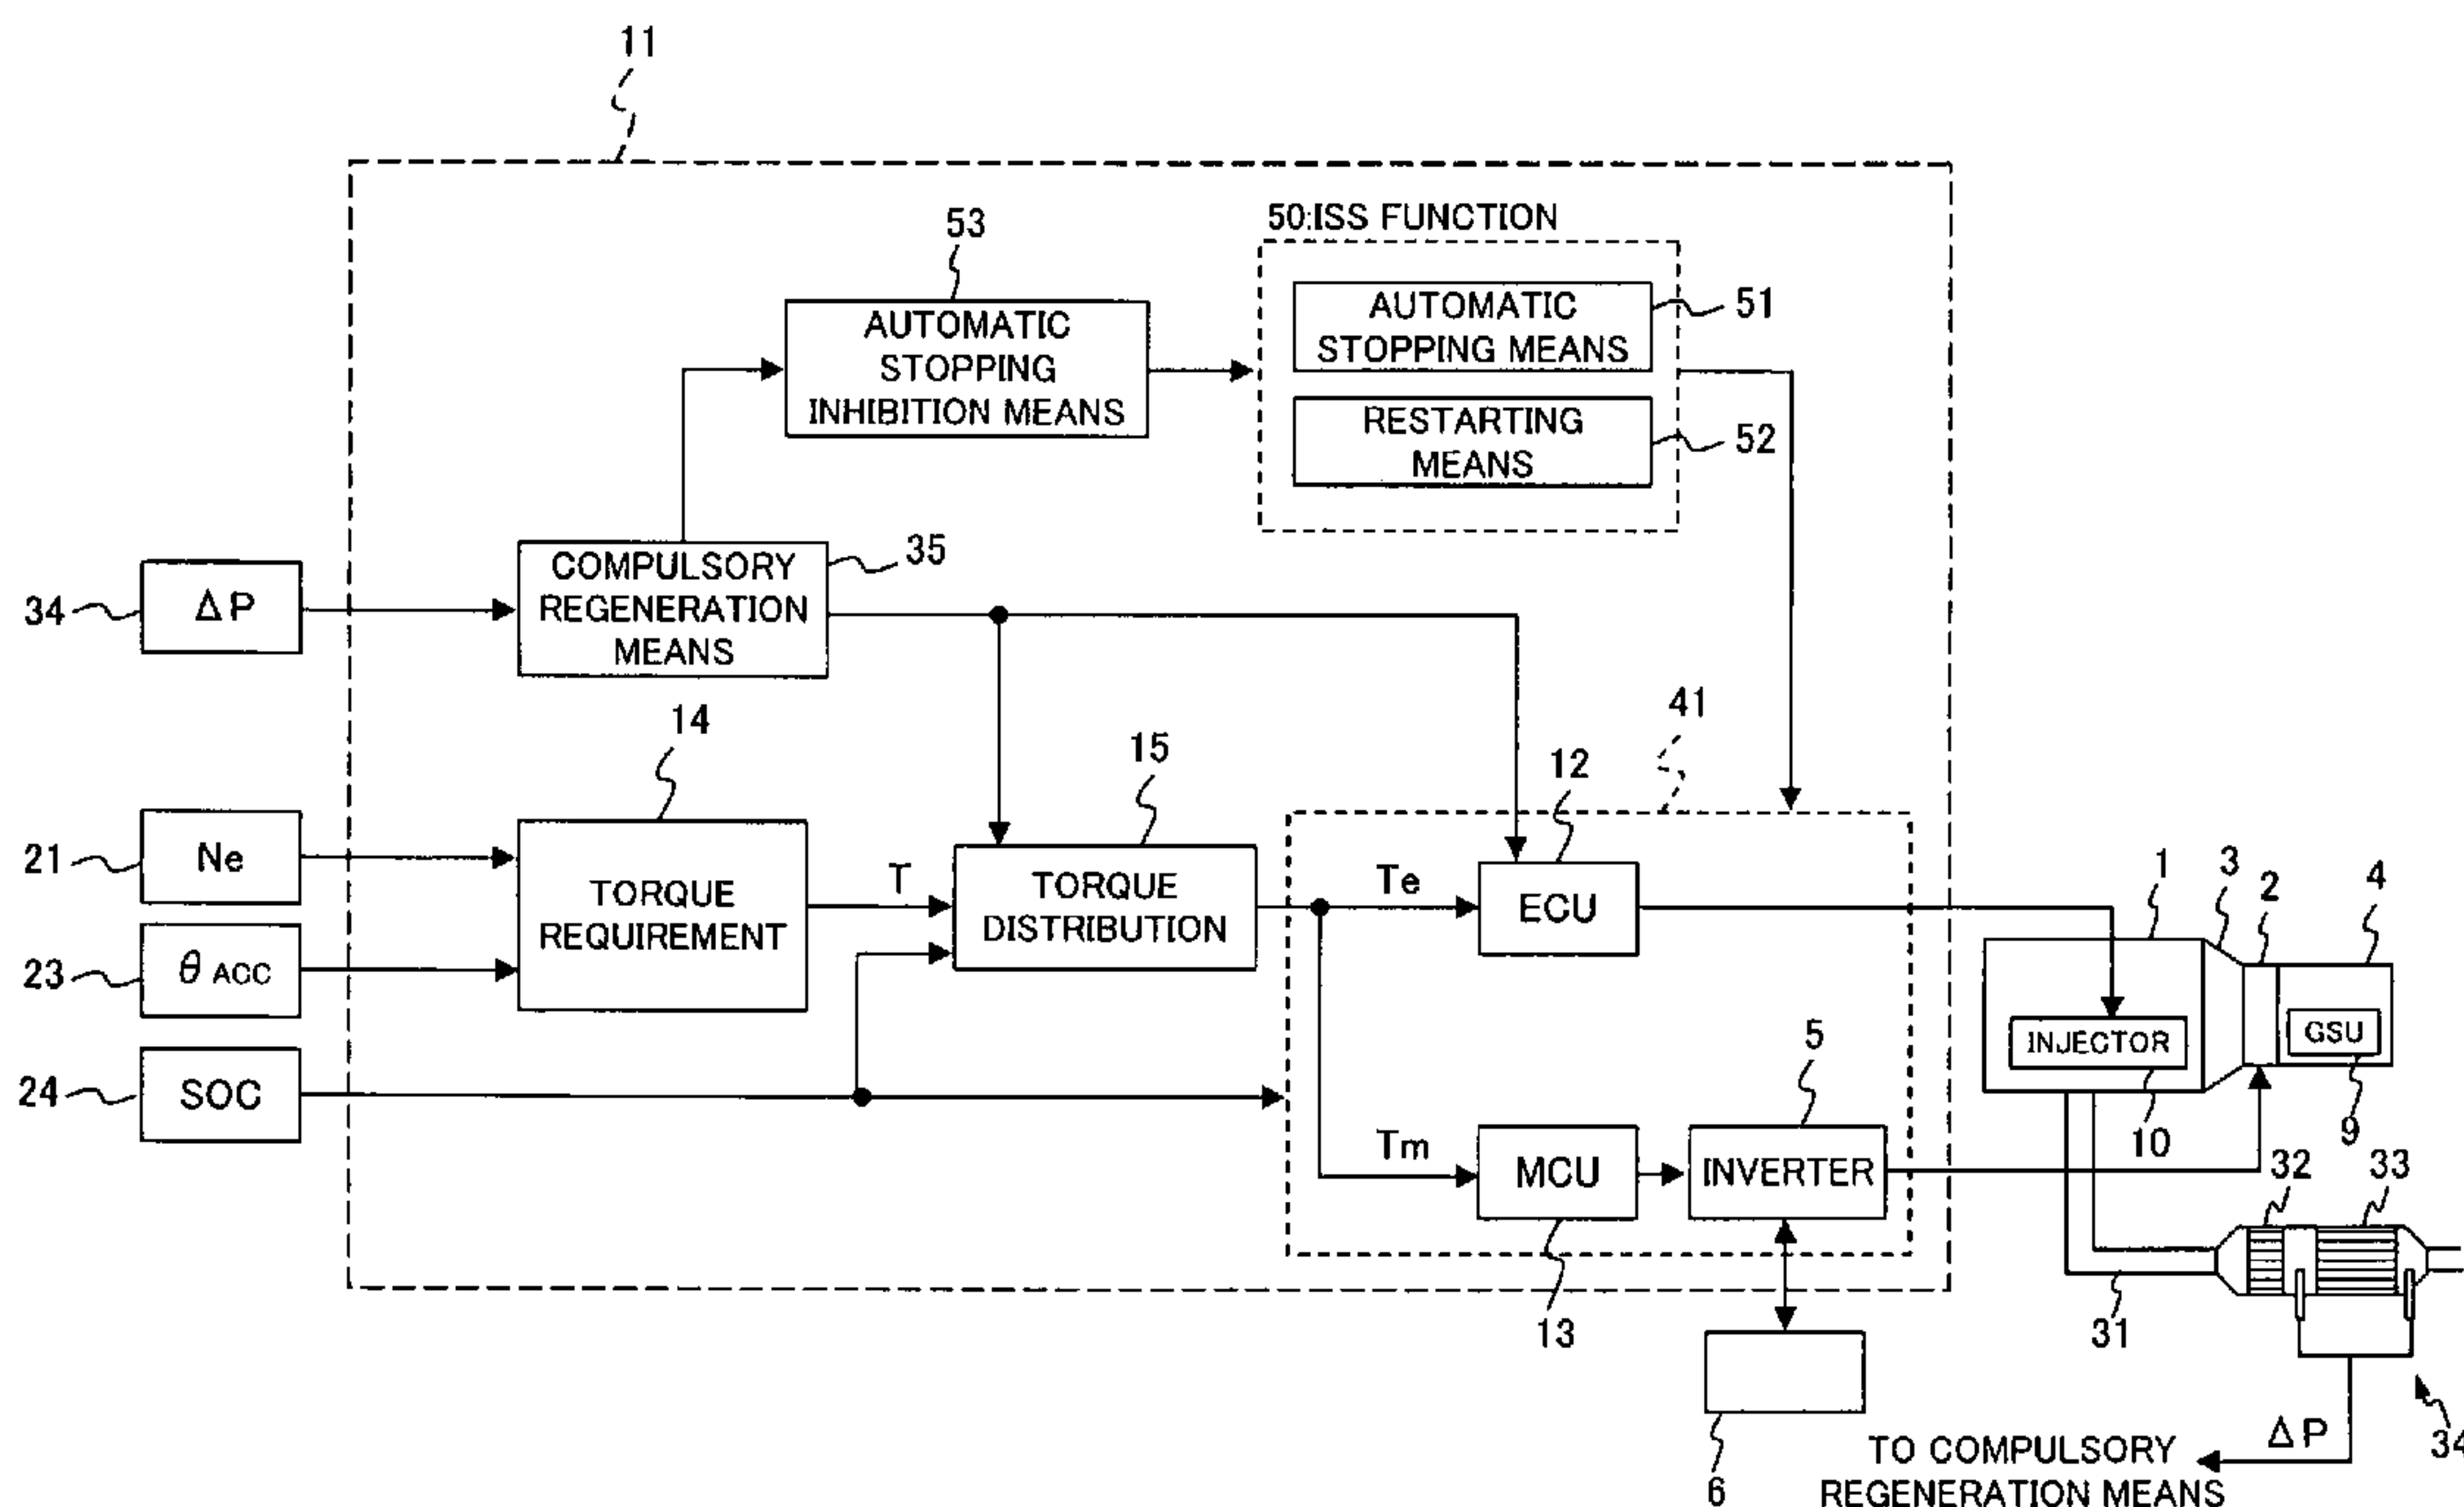 11
50:ISS FUNCTION
53
AUTOMATIC
STOPPING
INHIBITION MEANS
AUTOMATIC
STOPPING MEANS
51
RESTARTING
MEANS
52
34
ΔP
COMPULSORY
REGENERATION
MEANS
35
41
14
15
12
21
Ne
TORQUE
REQUIREMENT
T
TORQUE
DISTRIBUTION
Te
ECU
1
3
2
4
23
θ ACC
INJECTOR
GSU
24
SOC
5
10
9
Tm
MCU
INVERTER
32
33
13
31
6
ΔP
34
TO COMPULSORY
REGENERATION MEANS